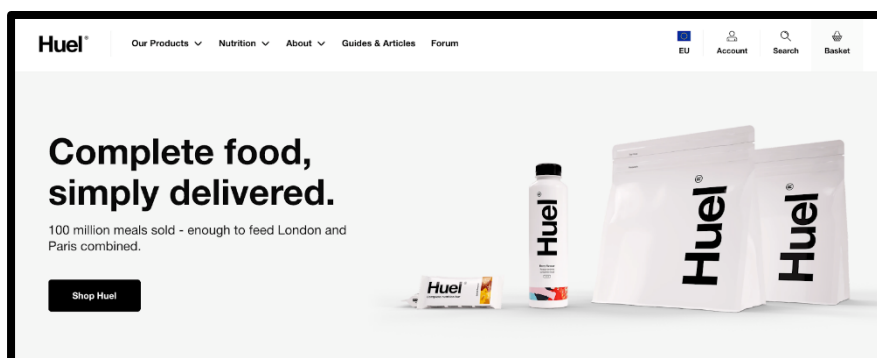 Huel®
Our Products Nutrition About Guides & Articles Forum
EU Account Search Basket
Complete food,
simply delivered.
100 million meals sold - enough to feed London and
Paris combined.
Shop Huel
Huel
Huel
Huel®
Huel®